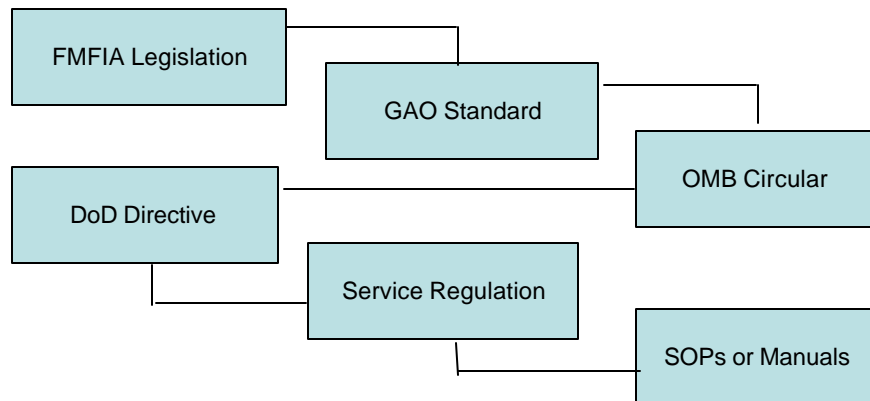 FMFIA Legislation
GAO Standard
OMB Circular
DoD Directive
Service Regulation
SOPs or Manuals